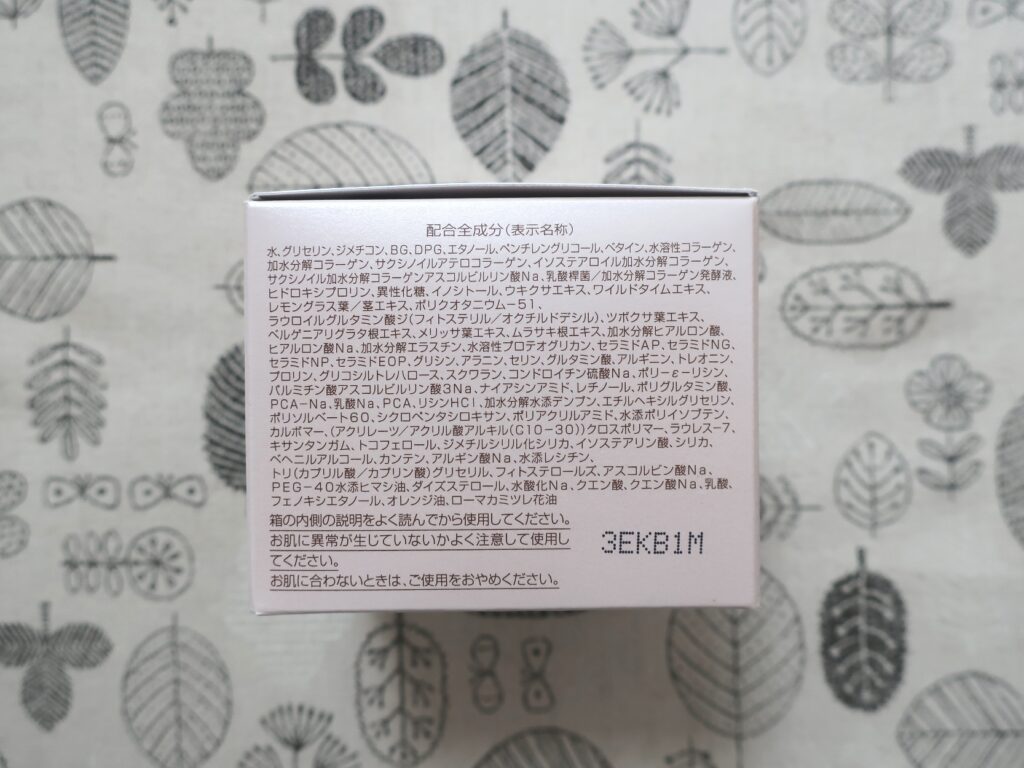 配合全成分(表示名称)
水、グリセリン、ジメチコン、BG、DPG、エタノール、ペンチレングリコール、ベタイン、水溶性コラーゲン、
加水分解コラーゲン、サクシノイルアテロコラーゲン、イソステアロイル加水分解コラーゲン、
サクシノイル加水分解コラーゲンアスコルビルリン酸Na、乳酸桿菌/加水分解コラーゲン発酵液、
ヒドロキシプロリン、異性化糖、イノシトール、ウキクサエキス、ワイルドタイムエキス、
レモングラス葉/茎エキス、ポリクオタニウム-51、
ラウロイルグルタミン酸ジ(フィトステリル/オクチルドデシル)、ツボクサ葉エキス、
ベルゲニアリグラタ根エキス、メリッサ葉エキス、ムラサキ根エキス、加水分解ヒアルロン酸、
ヒアルロン酸Na、加水分解エラスチン、水溶性プロテオグリカン、セラミドAP、セラミドNG、
セラミドNP、セラミドEOP、グリシン、アラニン、セリン、グルタミン酸、アルギニン、トレオニン、
プロリン、グリコシルトレハロース、スクワラン、コンドロイチン硫酸Na、ポリ-ε-リシン、
パルミチン酸アスコルビルリン酸3Na、ナイアシンアミド、レチノール、ポリグルタミン酸、
PCA-Na、乳酸Na、PCA、リシンHCl、加水分解水添デンプン、エチルヘキシルグリセリン、
ポリソルベート60、シクロペンタシロキサン、ポリアクリルアミド、水添ポリイソブテン、
カルボマー、(アクリレーツ/アクリル酸アルキル(C10-30))クロスポリマー、ラウレス-7、
キサンタンガム、トコフェロール、ジメチルシリル化シリカ、イソステアリン酸、シリカ、
ベヘニルアルコール、カンテン、アルギン酸Na、水添レシチン、
トリ(カプリル酸/カプリン酸)グリセリル、フィトステロールズ、アスコルビン酸Na、
PEG-40水添ヒマシ油、ダイズステロール、水酸化Na、クエン酸、クエン酸Na、乳酸、
フェノキシエタノール、オレンジ油、ローマカミツレ花油
箱の内側の説明をよく読んでから使用してください。
お肌に異常が生じていないかよく注意して使用し
てください。
お肌に合わないときは、ご使用をおやめください。
3EKB1M